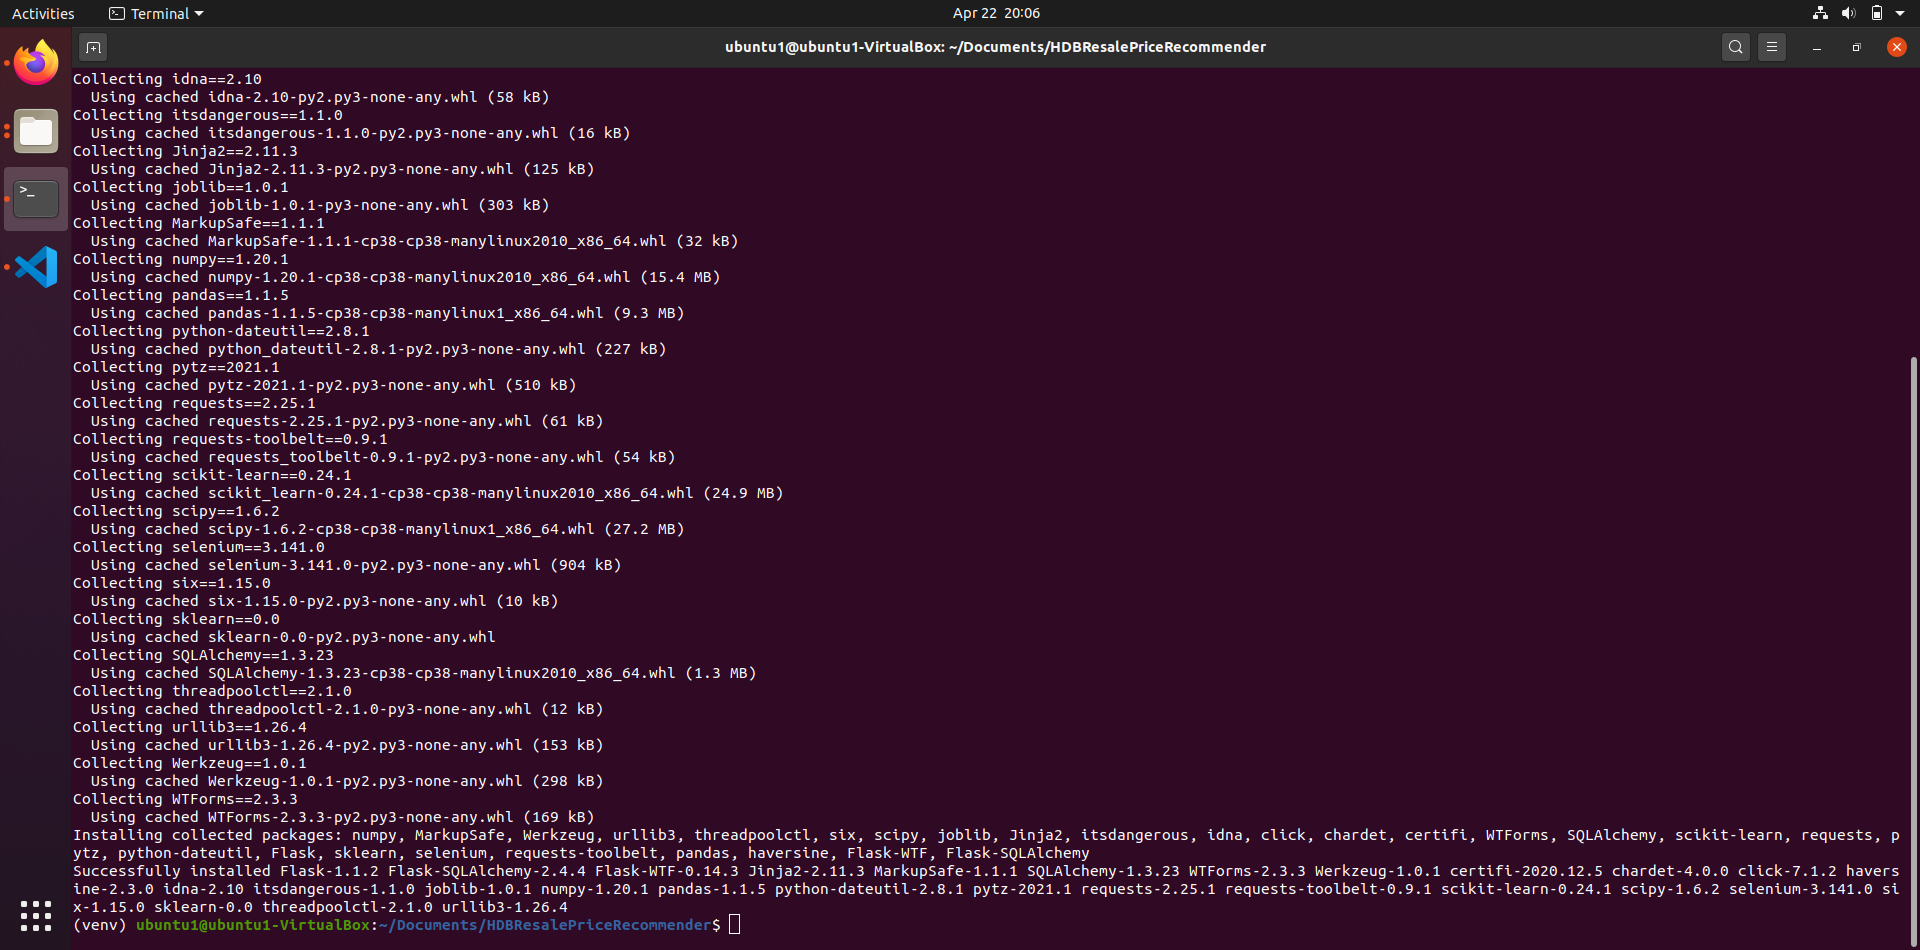 Activities
Terminal
Apr 22 20:06
ubuntu1@ubuntu1-VirtualBox: ~/Documents/HDBResalePriceRecommender
Collecting idna==2.10
  Using cached idna-2.10-py2.py3-none-any.whl (58 kB)
Collecting itsdangerous==1.1.0
  Using cached itsdangerous-1.1.0-py2.py3-none-any.whl (16 kB)
Collecting Jinja2==2.11.3
  Using cached Jinja2-2.11.3-py2.py3-none-any.whl (125 kB)
Collecting joblib==1.0.1
  Using cached joblib-1.0.1-py3-none-any.whl (303 kB)
Collecting MarkupSafe==1.1.1
  Using cached MarkupSafe-1.1.1-cp38-cp38-manylinux2010_x86_64.whl (32 kB)
Collecting numpy==1.20.1
  Using cached numpy-1.20.1-cp38-cp38-manylinux2010_x86_64.whl (15.4 MB)
Collecting pandas==1.1.5
  Using cached pandas-1.1.5-cp38-cp38-manylinux1_x86_64.whl (9.3 MB)
Collecting python-dateutil==2.8.1
  Using cached python_dateutil-2.8.1-py2.py3-none-any.whl (227 kB)
Collecting pytz==2021.1
  Using cached pytz-2021.1-py2.py3-none-any.whl (510 kB)
Collecting requests==2.25.1
  Using cached requests-2.25.1-py2.py3-none-any.whl (61 kB)
Collecting requests-toolbelt==0.9.1
  Using cached requests_toolbelt-0.9.1-py2.py3-none-any.whl (54 kB)
Collecting scikit-learn==0.24.1
  Using cached scikit_learn-0.24.1-cp38-cp38-manylinux2010_x86_64.whl (24.9 MB)
Collecting scipy==1.6.2
  Using cached scipy-1.6.2-cp38-cp38-manylinux1_x86_64.whl (27.2 MB)
Collecting selenium==3.141.0
  Using cached selenium-3.141.0-py2.py3-none-any.whl (904 kB)
Collecting six==1.15.0
  Using cached six-1.15.0-py2.py3-none-any.whl (10 kB)
Collecting sklearn==0.0
  Using cached sklearn-0.0-py2.py3-none-any.whl
Collecting SQLAlchemy==1.3.23
  Using cached SQLAlchemy-1.3.23-cp38-cp38-manylinux2010_x86_64.whl (1.3 MB)
Collecting threadpoolctl==2.1.0
  Using cached threadpoolctl-2.1.0-py3-none-any.whl (12 kB)
Collecting urllib3==1.26.4
  Using cached urllib3-1.26.4-py2.py3-none-any.whl (153 kB)
Collecting Werkzeug==1.0.1
  Using cached Werkzeug-1.0.1-py2.py3-none-any.whl (298 kB)
Collecting WTForms==2.3.3
  Using cached WTForms-2.3.3-py2.py3-none-any.whl (169 kB)
Installing collected packages: numpy, MarkupSafe, Werkzeug, urllib3, threadpoolctl, six, scipy, joblib, Jinja2, itsdangerous, idna, click, chardet, certifi, WTForms, SQLAlchemy, scikit-learn, requests, p
ytz, python-dateutil, Flask, sklearn, selenium, requests-toolbelt, pandas, haversine, Flask-WTF, Flask-SQLAlchemy
Successfully installed Flask-1.1.2 Flask-SQLAlchemy-2.4.4 Flask-WTF-0.14.3 Jinja2-2.11.3 MarkupSafe-1.1.1 SQLAlchemy-1.3.23 WTForms-2.3.3 Werkzeug-1.0.1 certifi-2020.12.5 chardet-4.0.0 click-7.1.2 havers
ine-2.3.0 idna-2.10 itsdangerous-1.1.0 joblib-1.0.1 numpy-1.20.1 pandas-1.1.5 python-dateutil-2.8.1 pytz-2021.1 requests-2.25.1 requests-toolbelt-0.9.1 scikit-learn-0.24.1 scipy-1.6.2 selenium-3.141.0 si
x-1.15.0 sklearn-0.0 threadpoolctl-2.1.0 urllib3-1.26.4
(venv) ubuntu1@ubuntu1-VirtualBox:~/Documents/HDBResalePriceRecommender$